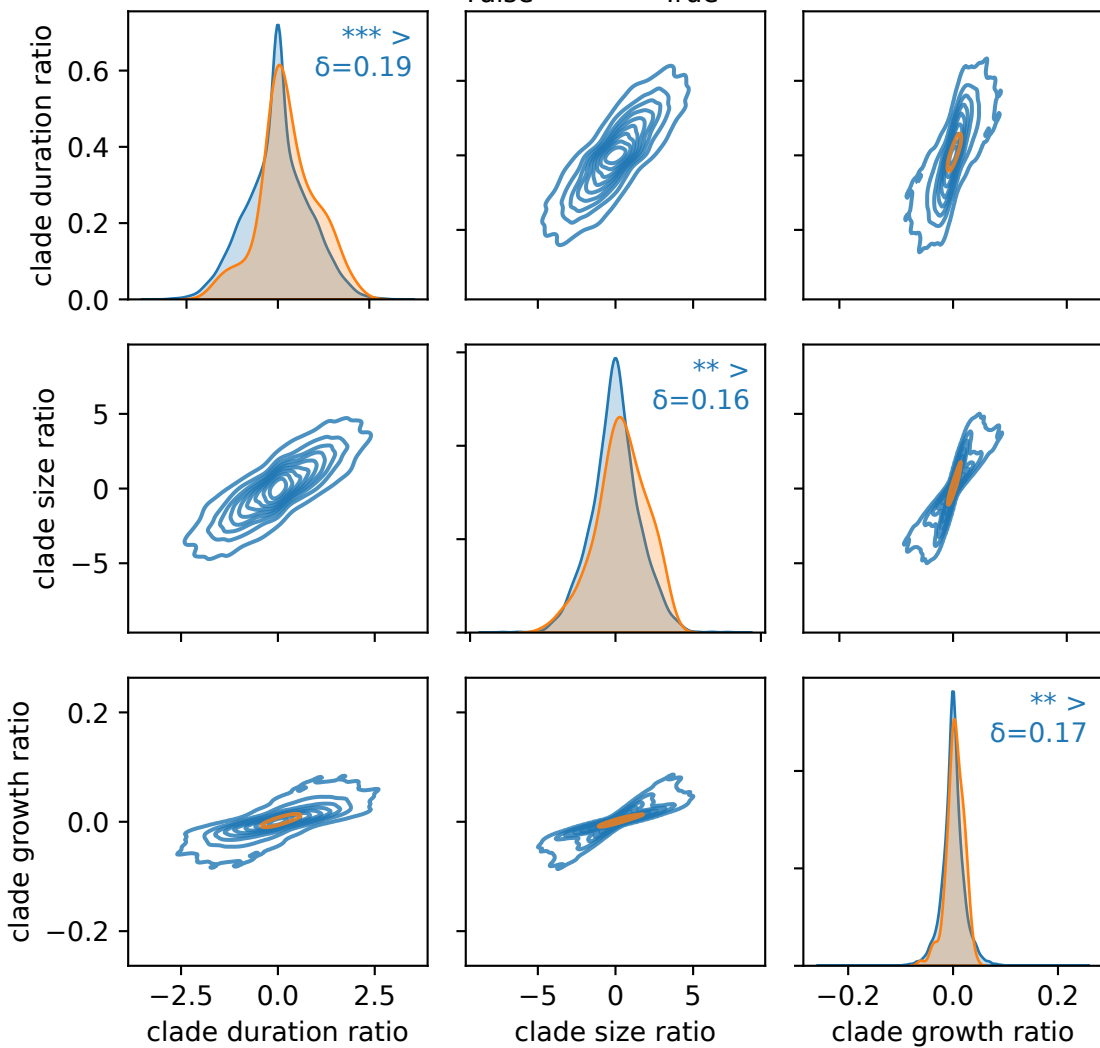 True
clade duration ratio
0.6
0.4
0.2
0.0
*** >
δ=0.19
clade size ratio
5
0
−5
** >
δ=0.16
clade growth ratio
0.2
0.0
−0.2
** >
δ=0.17
−2.5 0.0 2.5
−5 0 5
−0.2 0.0 0.2
clade duration ratio
clade size ratio
clade growth ratio